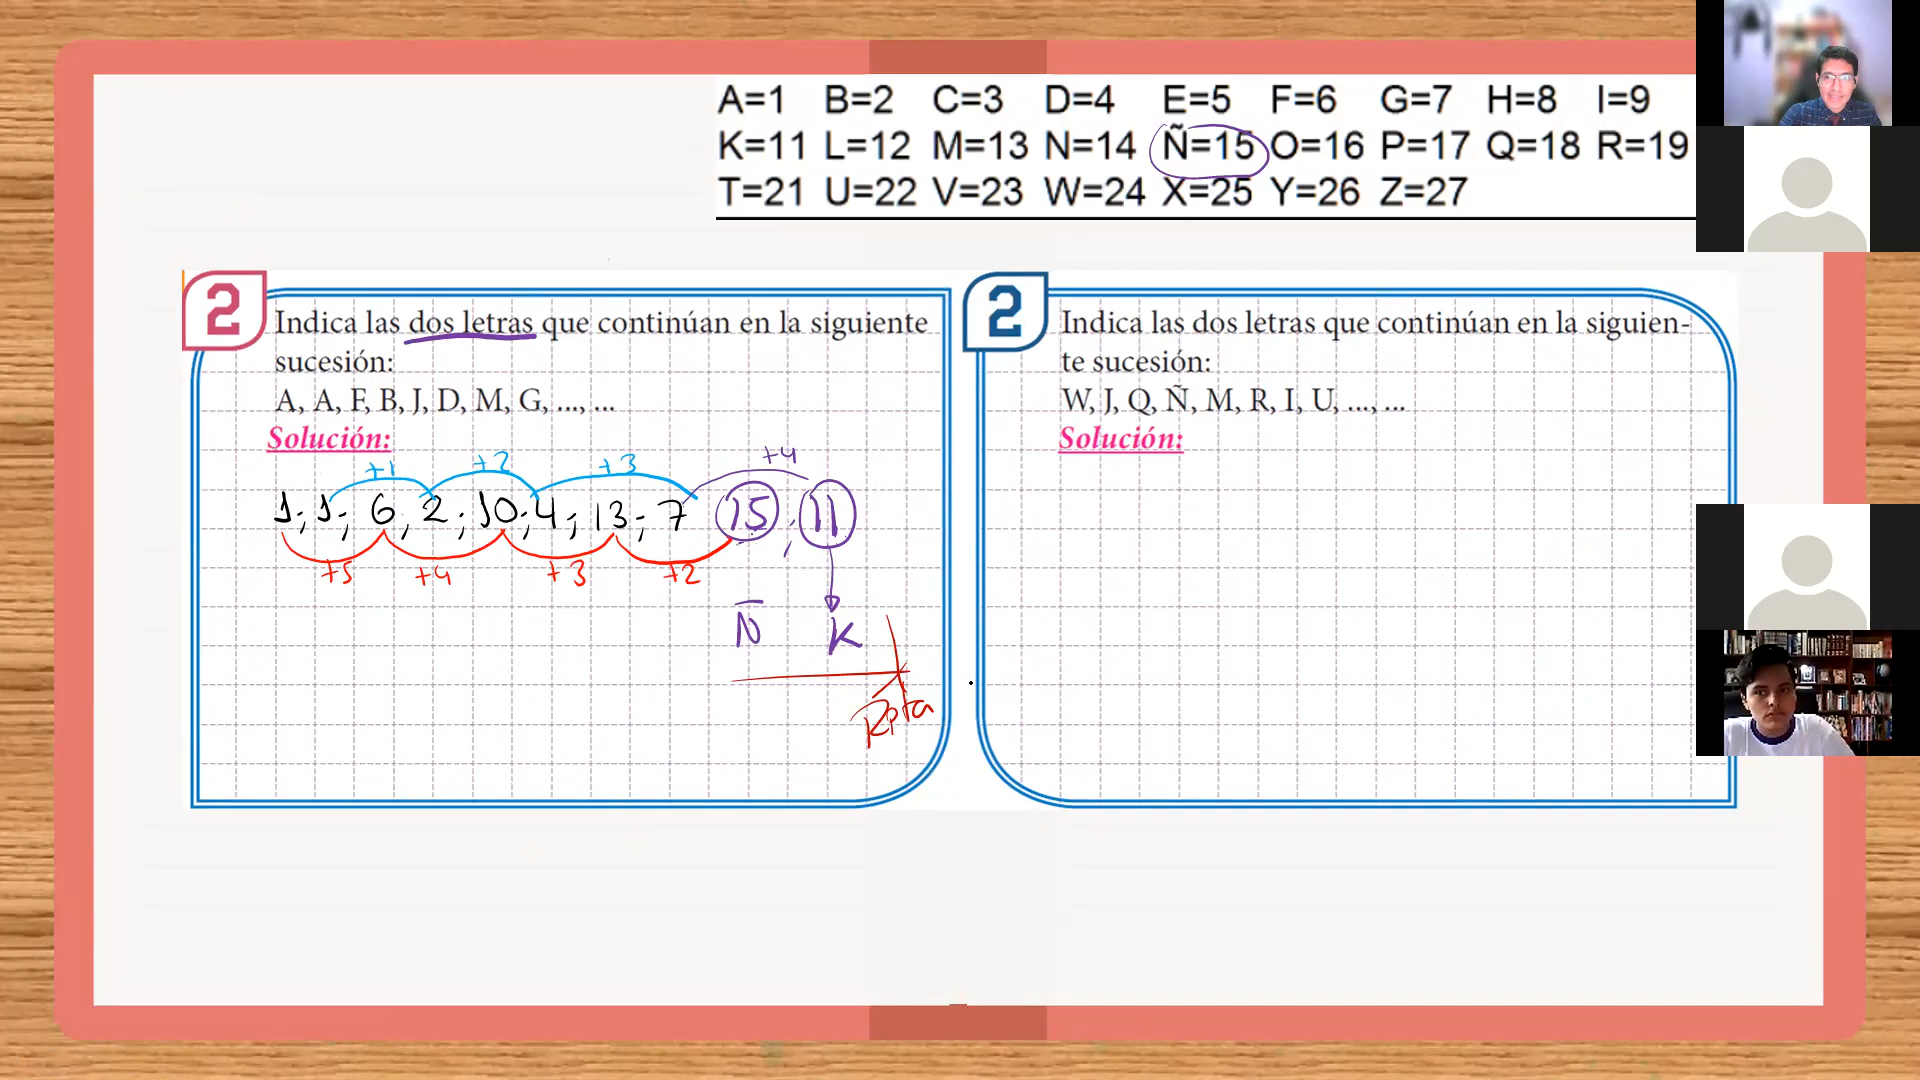 A=1 B=2 C=3 D=4 E=5 F=6 G=7 H=8 I=9
K=11 L=12 M=13 N=14 Ñ=15 O=16 P=17 Q=18 R=19
T=21 U=22 V=23 W=24 X=25 Y=26 Z=27
2
Indica las dos letras que continúan en la siguiente
sucesión:
A, A, F, B, J, D, M, G, ..., ...
Solución:
+1 +2 +3 +4
1; 1; 6, 2; 10; 4; 13; 7 15; 11
+5 +4 +3 +2
Ñ K
Rpta
2
Indica las dos letras que continúan en la siguien-
te sucesión:
W, J, Q, Ñ, M, R, I, U, ..., ...
Solución: